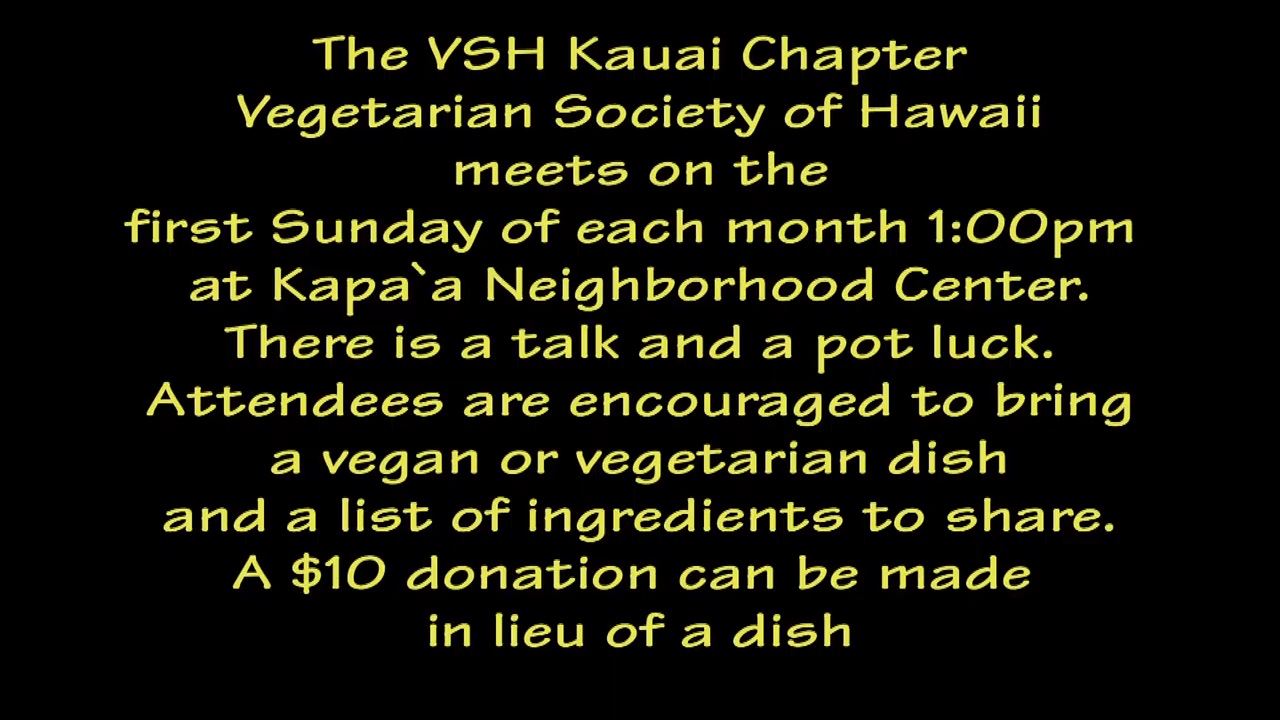 The VSH Kauai Chapter
Vegetarian Society of Hawaii
meets on the
first Sunday of each month 1:00pm
at Kapa`a Neighborhood Center.
There is a talk and a pot luck.
Attendees are encouraged to bring
a vegan or vegetarian dish
and a list of ingredients to share.
A $10 donation can be made
in lieu of a dish